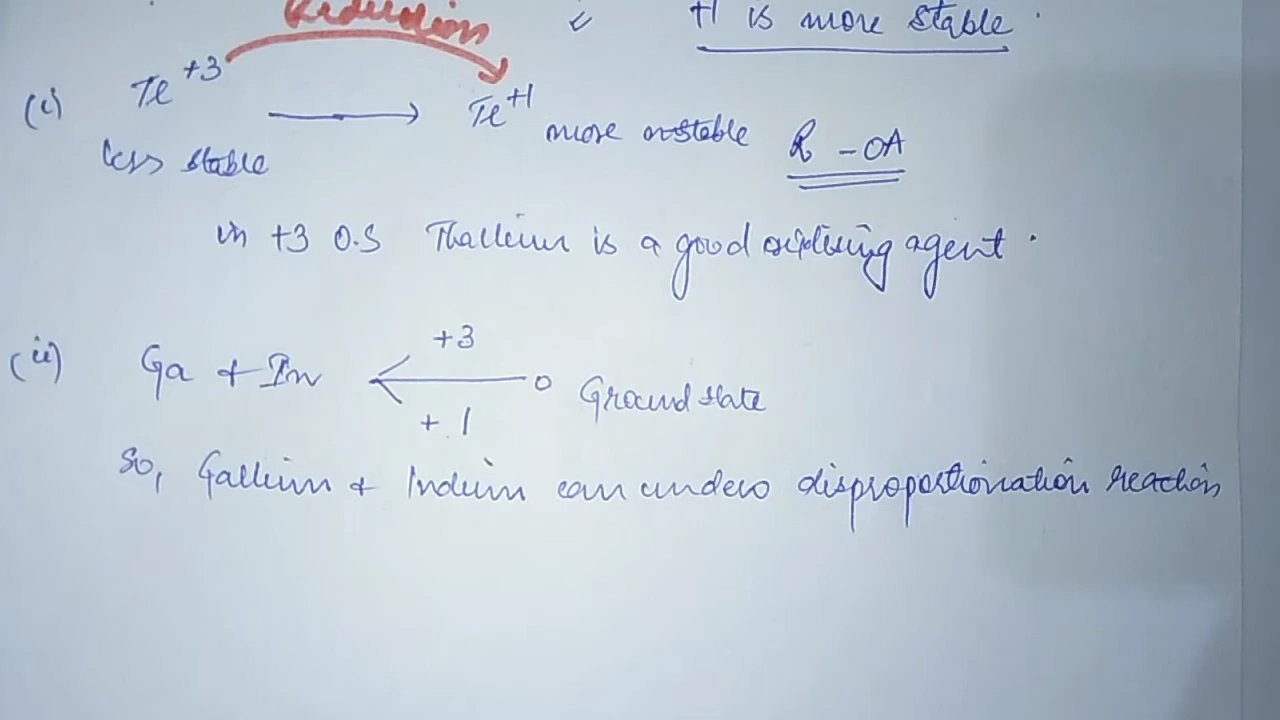 Reduction
+1 is more stable .
(i) Tl +3 → Tl +1 more stable R - OA
less stable
in +3 O.S Thallium is a good oxidising agent .
(ii) Ga + In +3 0 Ground state
+ 1
So, Gallium + Indium can undero disproportionation reaction